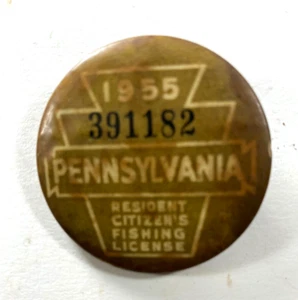 1955
391182
PENNSYLVANIA
RESIDENT
CITIZEN'S
FISHING
LICENSE